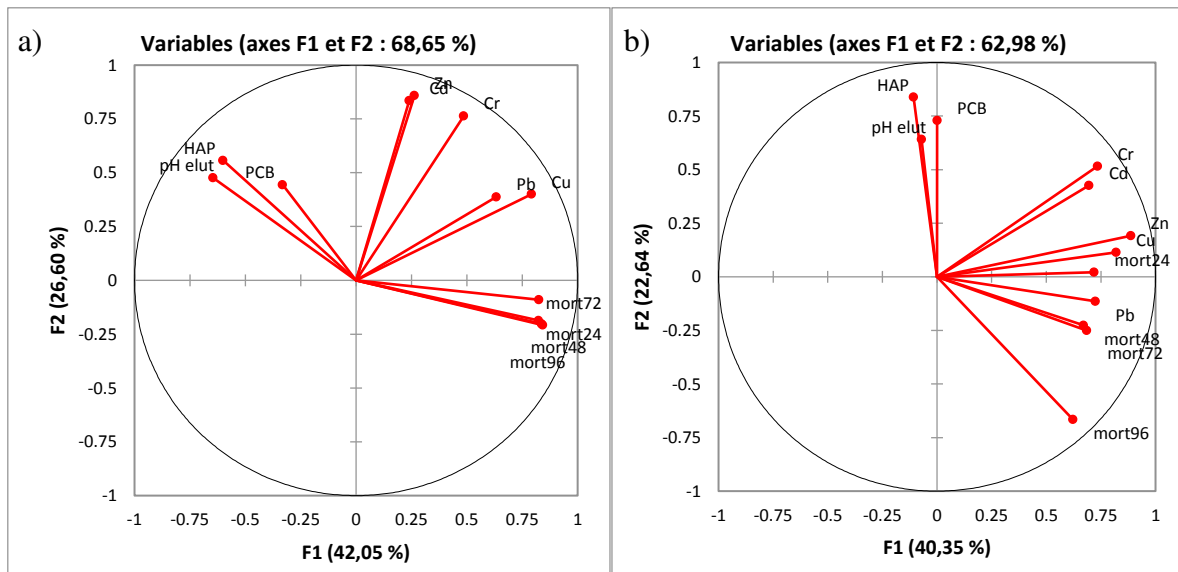 a)
Variables (axes F1 et F2 : 68,65 %)
1
0.75
0.5
0.25
0
-0.25
-0.5
-0.75
-1
F2 (26,60 %)
Zn
Cd
Cr
HAP
pH elut
PCB
Pb
Cu
mort72
mort24
mort48
mort96
-1
-0.75
-0.5
-0.25
0
0.25
0.5
0.75
1
F1 (42,05 %)
b)
Variables (axes F1 et F2 : 62,98 %)
1
0.75
0.5
0.25
0
-0.25
-0.5
-0.75
-1
F2 (22,64 %)
HAP
PCB
pH elut
Cr
Cd
Zn
Cu
mort24
Pb
mort48
mort72
mort96
-1
-0.75
-0.5
-0.25
0
0.25
0.5
0.75
1
F1 (40,35 %)